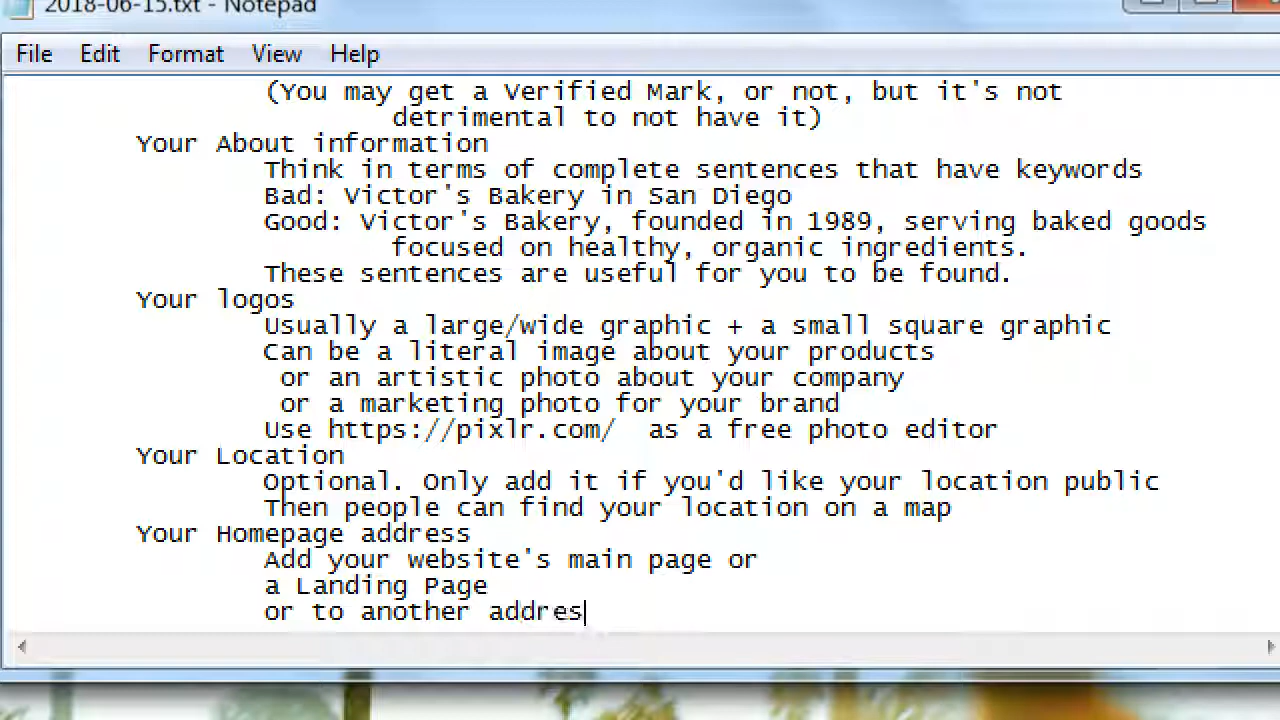 2018-06-15.txt - Notepad
File Edit Format View Help
(You may get a Verified Mark, or not, but it's not
detrimental to not have it)
Your About information
Think in terms of complete sentences that have keywords
Bad: Victor's Bakery in San Diego
Good: Victor's Bakery, founded in 1989, serving baked goods
focused on healthy, organic ingredients.
These sentences are useful for you to be found.
Your logos
Usually a large/wide graphic + a small square graphic
Can be a literal image about your products
or an artistic photo about your company
or a marketing photo for your brand
Use https://pixlr.com/  as a free photo editor
Your Location
Optional. Only add it if you'd like your location public
Then people can find your location on a map
Your Homepage address
Add your website's main page or
a Landing Page
or to another addres